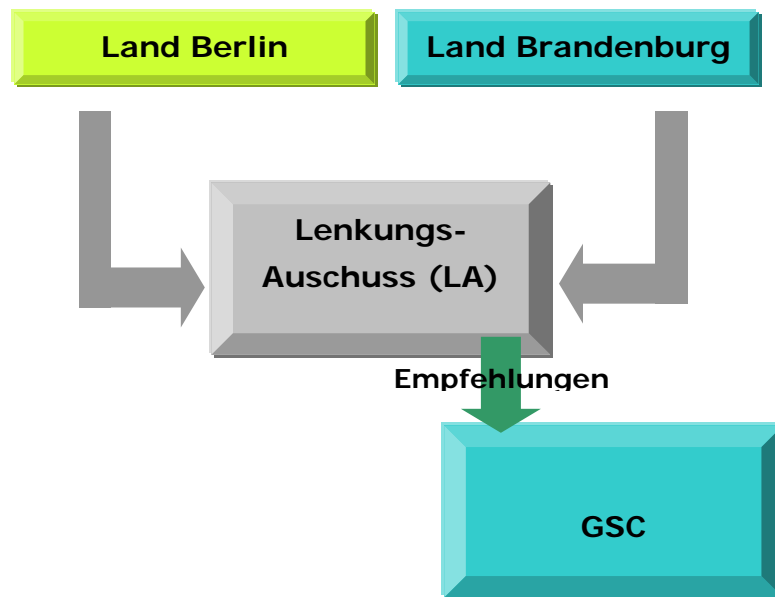 Land Berlin
Land Brandenburg
Lenkungs-
Auschuss (LA)
Empfehlungen
GSC